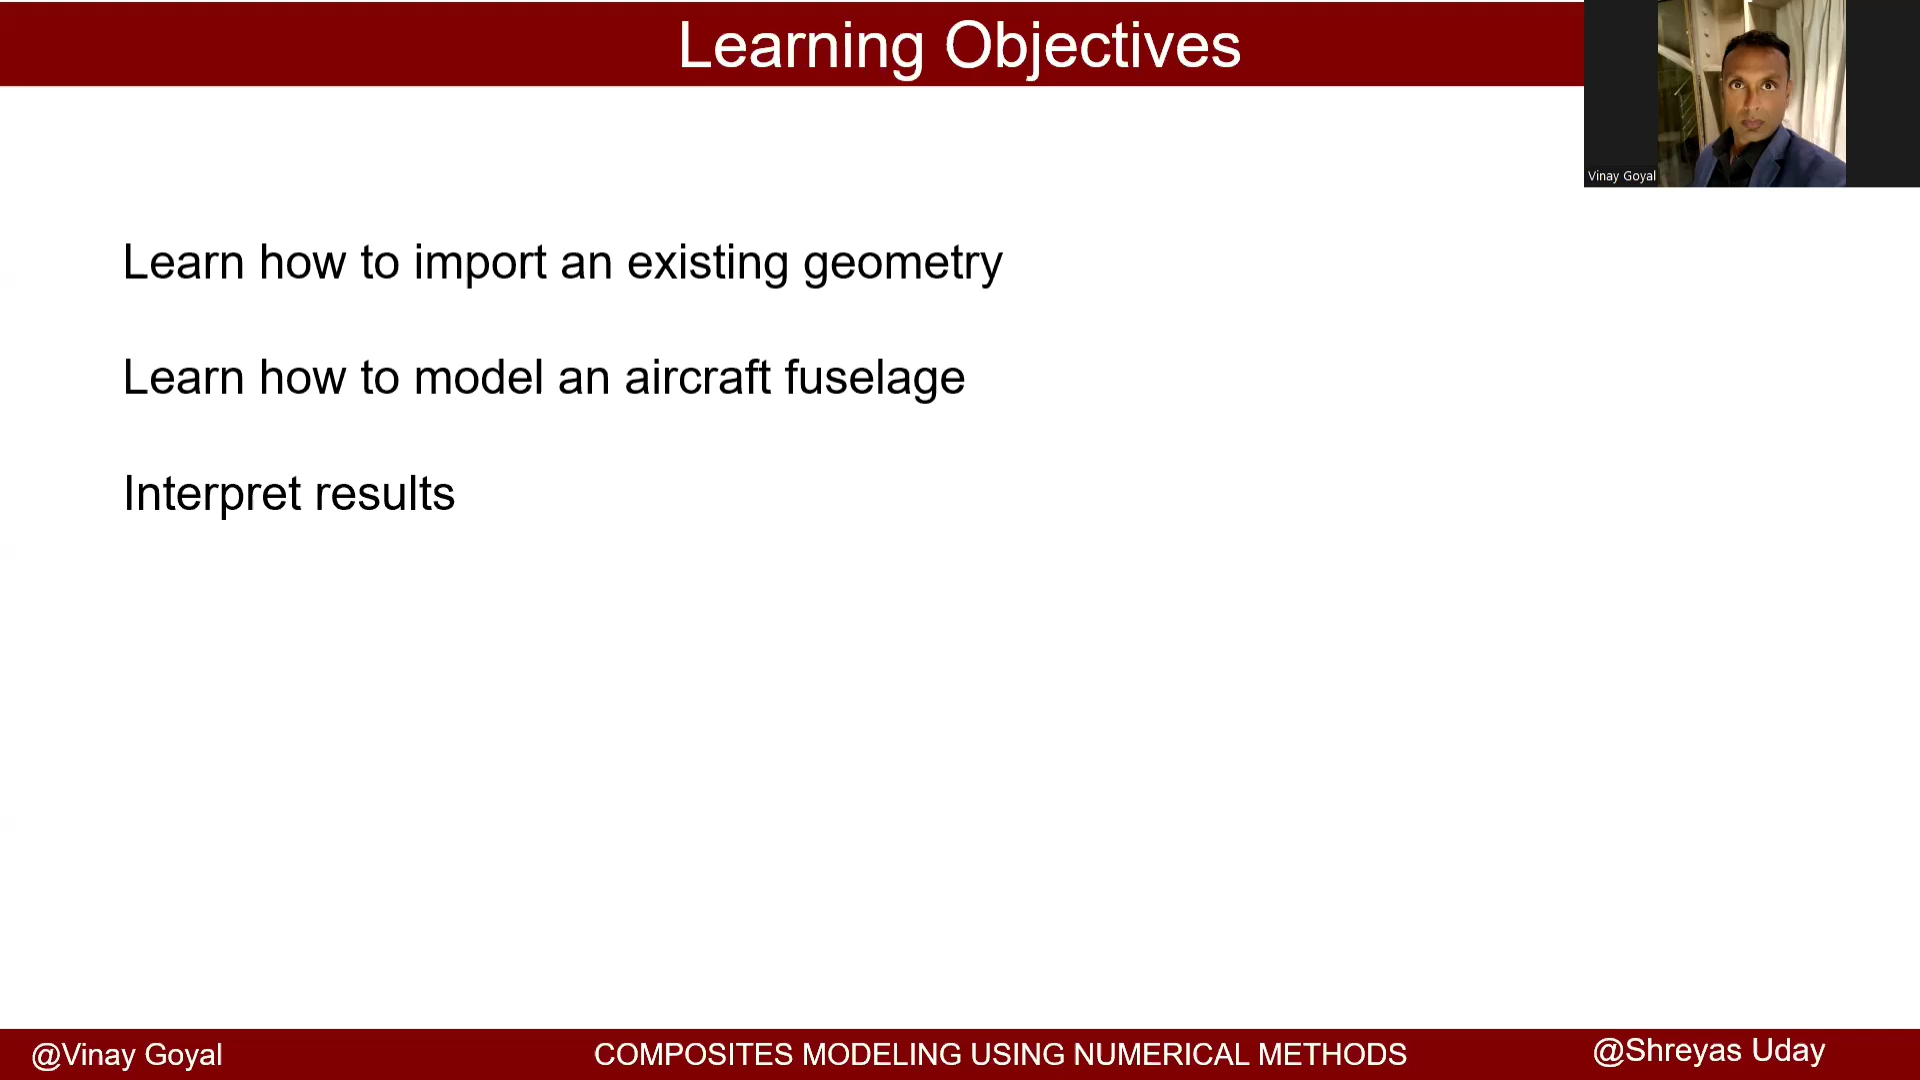 Learning Objectives
Vinay Goyal
Learn how to import an existing geometry
Learn how to model an aircraft fuselage
Interpret results
@Vinay Goyal
COMPOSITES MODELING USING NUMERICAL METHODS
@Shreyas Uday